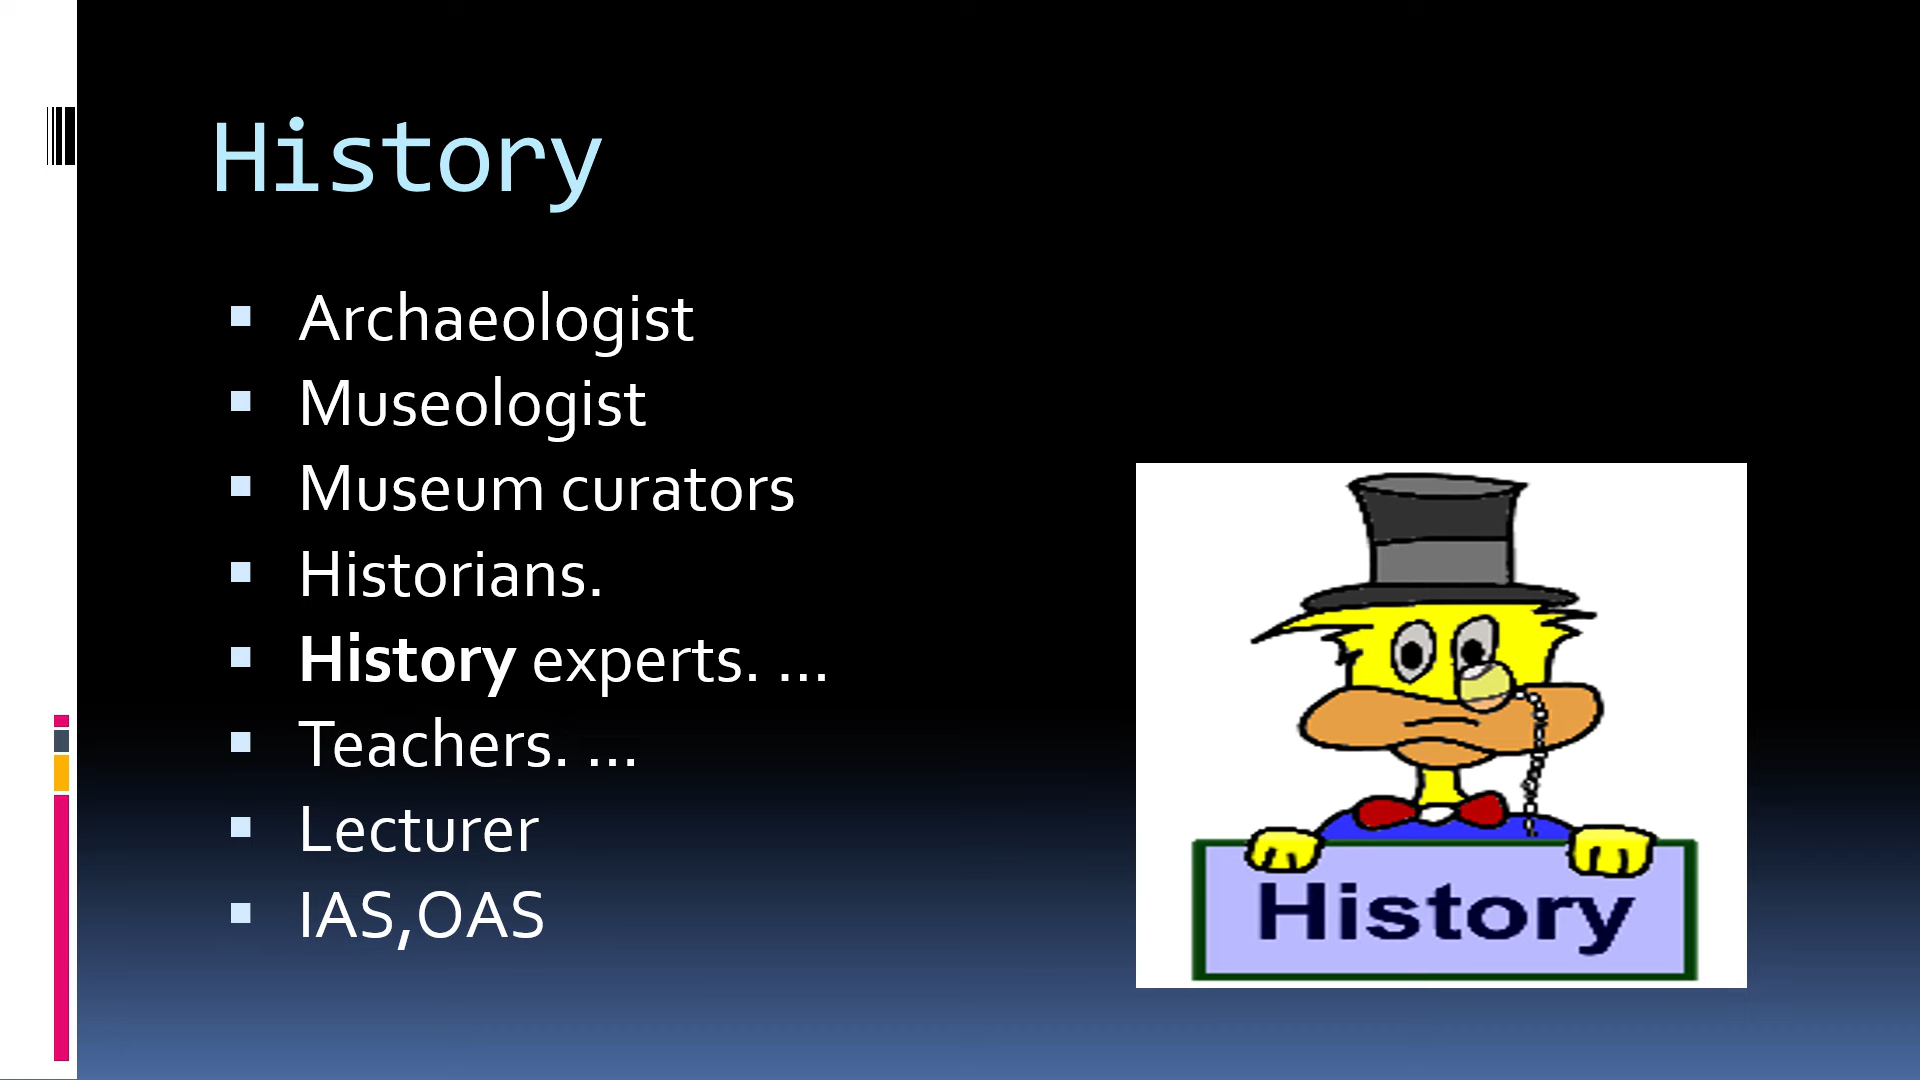 History
Archaeologist
Museologist
Museum curators
Historians.
History experts. ...
Teachers. ...
Lecturer
IAS,OAS
History